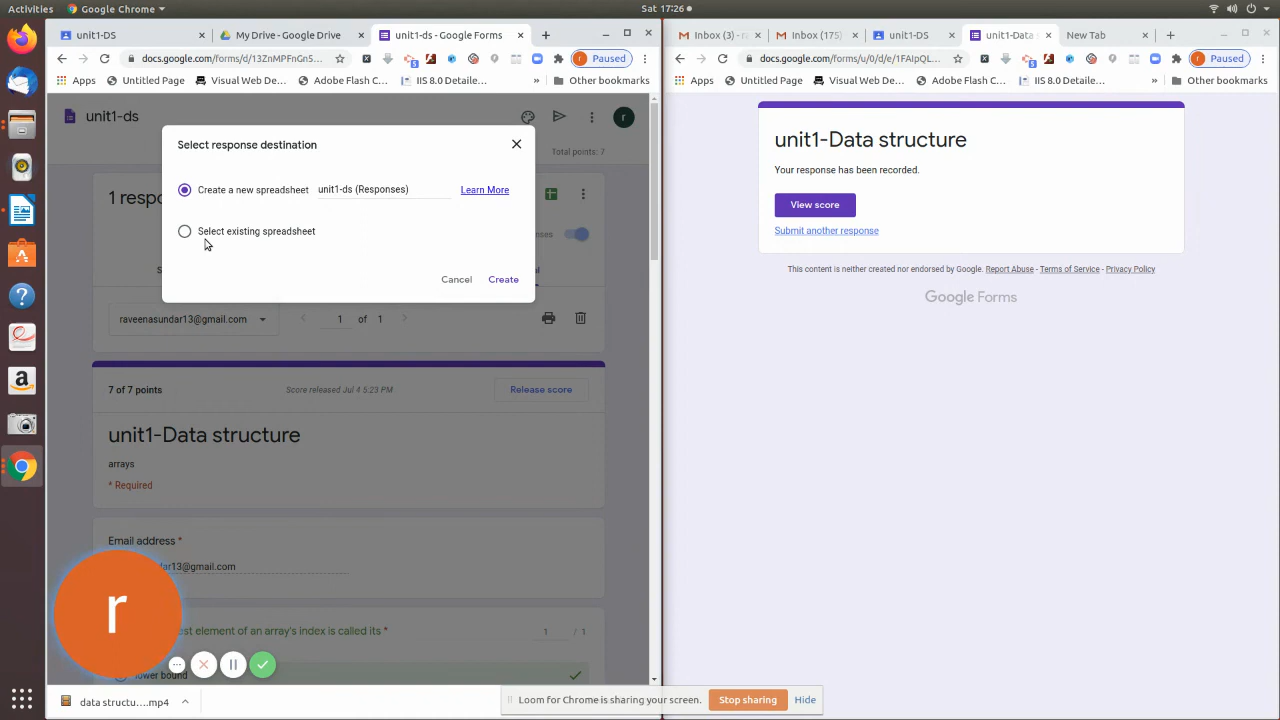 Activities
Google Chrome
Sat 17:26
unit1-DS
My Drive - Google Drive
unit1-ds - Google Forms
docs.google.com/forms/d/13ZnMPFnGn5...
Paused
Apps
Untitled Page
Visual Web De...
Adobe Flash C...
IIS 8.0 Detaile...
»
Other bookmarks
unit1-ds
r
Total points: 7
Select response destination
Create a new spreadsheet
unit1-ds (Responses)
Learn More
Select existing spreadsheet
Cancel
Create
1 respo
nses
raveenasundar13@gmail.com
1 of 1
7 of 7 points
Score released Jul 4 5:23 PM
Release score
unit1-Data structure
arrays
* Required
Email address *
dar13@gmail.com
est element of an array's index is called its *
1 / 1
lower bound
r
data structu....mp4
Inbox (3) - r
Inbox (175)
unit1-DS
unit1-Data
New Tab
docs.google.com/forms/u/0/d/e/1FAIpQL...
Paused
Apps
Untitled Page
Visual Web De...
Adobe Flash C...
IIS 8.0 Detaile...
»
Other bookmarks
unit1-Data structure
Your response has been recorded.
View score
Submit another response
This content is neither created nor endorsed by Google. Report Abuse - Terms of Service - Privacy Policy
Google Forms
Loom for Chrome is sharing your screen.
Stop sharing
Hide